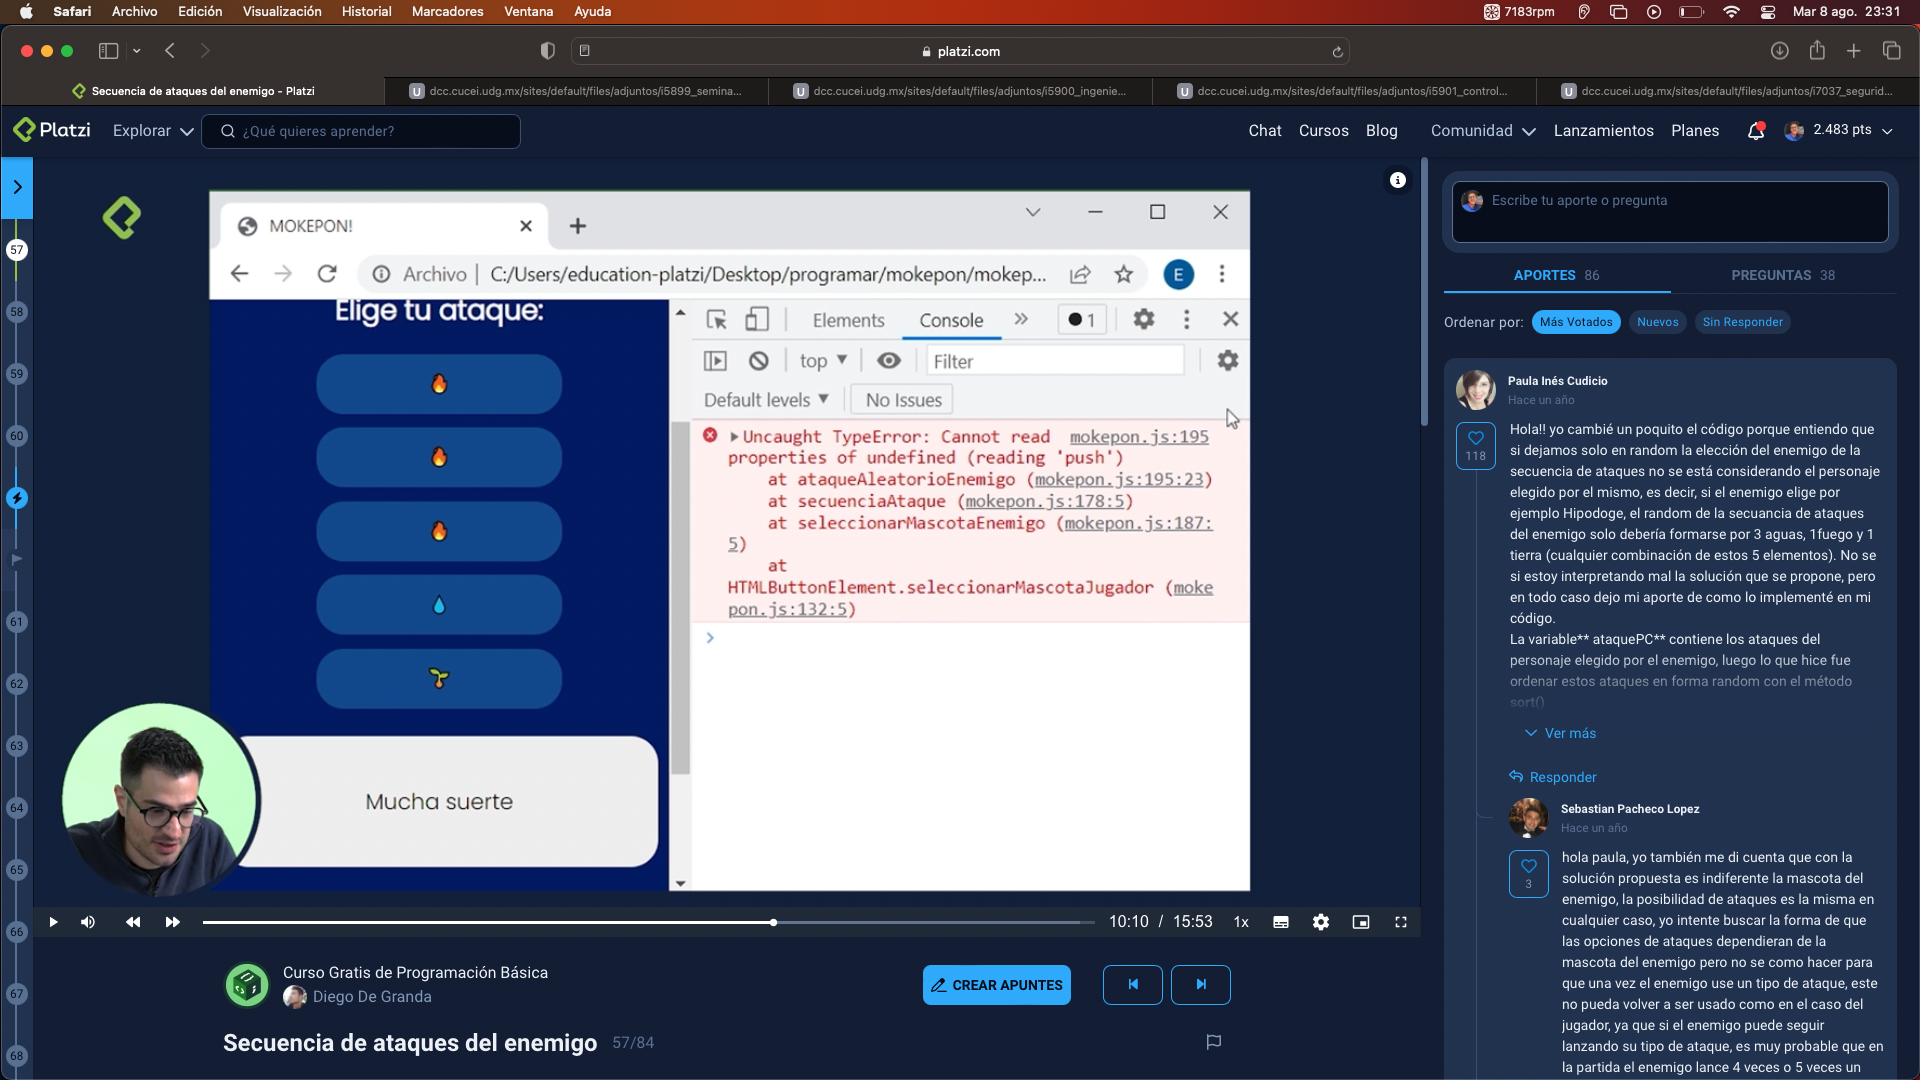 Safari Archivo Edición Visualización Historial Marcadores Ventana Ayuda 7183rpm Mar 8 ago. 23:31
platzi.com
Secuencia de ataques del enemigo - Platzi
dcc.cucei.udg.mx/sites/default/files/adjuntos/i5899_semina...
dcc.cucei.udg.mx/sites/default/files/adjuntos/i5900_ingenie...
dcc.cucei.udg.mx/sites/default/files/adjuntos/i5901_control...
dcc.cucei.udg.mx/sites/default/files/adjuntos/i7037_segurid...
Platzi Explorar ¿Qué quieres aprender? Chat Cursos Blog Comunidad Lanzamientos Planes 2.483 pts
57
58
59
60
61
62
63
64
65
66
67
68
MOKEPON!
Archivo | C:/Users/education-platzi/Desktop/programar/mokepon/mokep... E
Elige tu ataque:
Mucha suerte
Elements Console 1
top Filter
Default levels No Issues
Uncaught TypeError: Cannot read mokepon.js:195
properties of undefined (reading 'push')
at ataqueAleatorioEnemigo (mokepon.js:195:23)
at secuenciaAtaque (mokepon.js:178:5)
at seleccionarMascotaEnemigo (mokepon.js:187:
5)
at
HTMLButtonElement.seleccionarMascotaJugador (moke
pon.js:132:5)
10:10 / 15:53 1x
Curso Gratis de Programación Básica
Diego De Granda
CREAR APUNTES
Secuencia de ataques del enemigo 57/84
Escribe tu aporte o pregunta
APORTES 86 PREGUNTAS 38
Ordenar por: Más Votados Nuevos Sin Responder
Paula Inés Cudicio
Hace un año
118
Hola!! yo cambié un poquito el código porque entiendo que
si dejamos solo en random la elección del enemigo de la
secuencia de ataques no se está considerando el personaje
elegido por el mismo, es decir, si el enemigo elige por
ejemplo Hipodoge, el random de la secuancia de ataques
del enemigo solo debería formarse por 3 aguas, 1fuego y 1
tierra (cualquier combinación de estos 5 elementos). No se
si estoy interpretando mal la solución que se propone, pero
en todo caso dejo mi aporte de como lo implementé en mi
código.
La variable** ataquePC** contiene los ataques del
personaje elegido por el enemigo, luego lo que hice fue
ordenar estos ataques en forma random con el método
sort()
Ver más
Responder
Sebastian Pacheco Lopez
Hace un año
3
hola paula, yo también me di cuenta que con la
solución propuesta es indiferente la mascota del
enemigo, la posibilidad de ataques es la misma en
cualquier caso, yo intente buscar la forma de que
las opciones de ataques dependieran de la
mascota del enemigo pero no se como hacer para
que una vez el enemigo use un tipo de ataque, este
no pueda volver a ser usado como en el caso del
jugador, ya que si el enemigo puede seguir
lanzando su tipo de ataque, es muy probable que en
la partida el enemigo lance 4 veces o 5 veces un